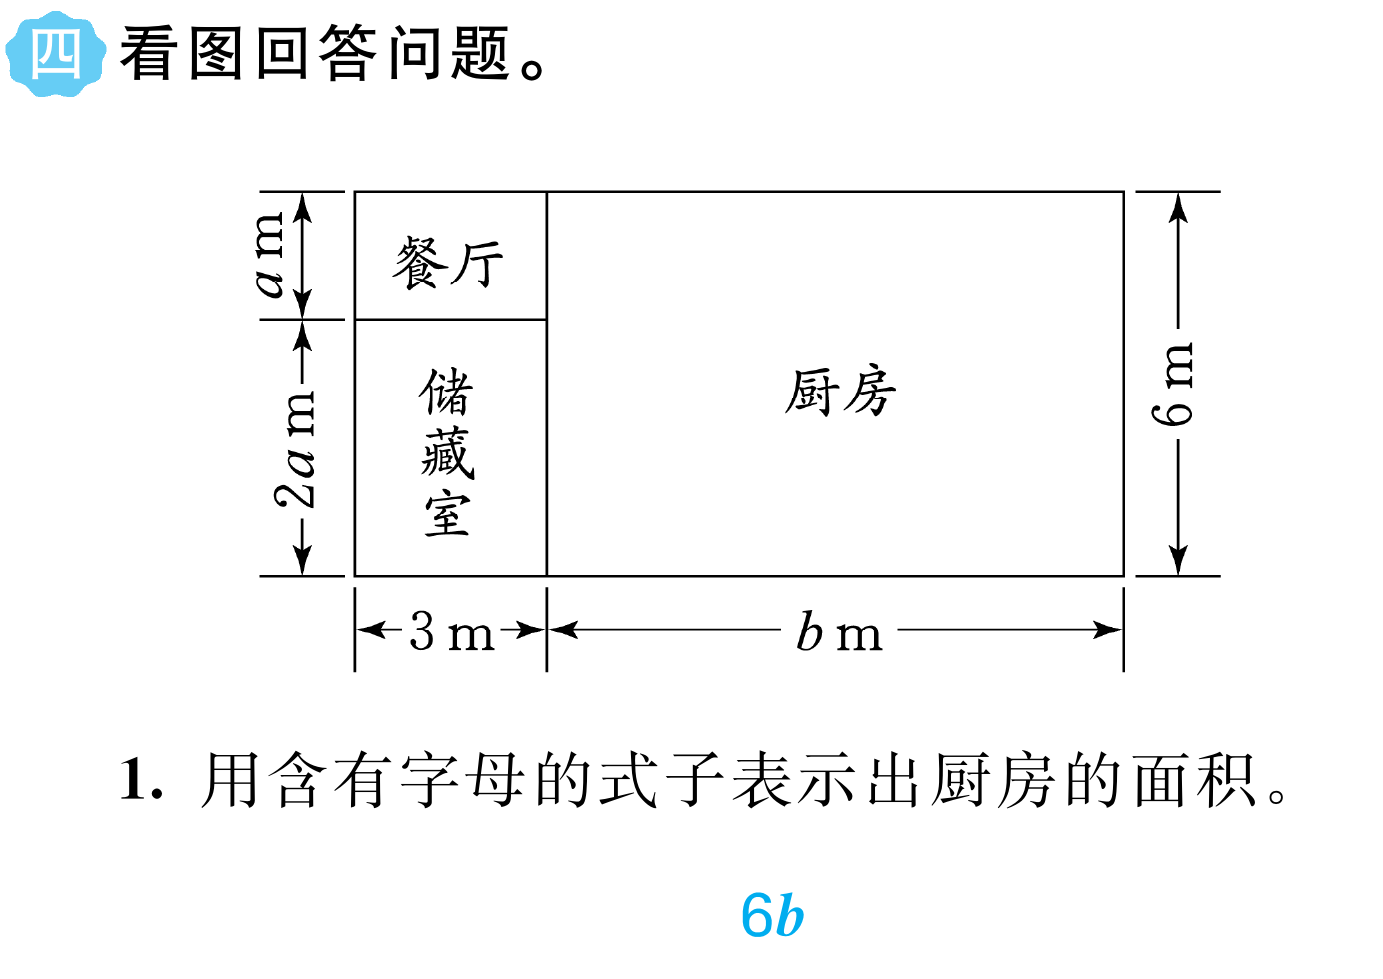 四 看图回答问题。
a m
餐厅
厨房
6 m
2a m
储
藏
室
3 m
b m
1. 用含有字母的式子表示出厨房的面积。
6b